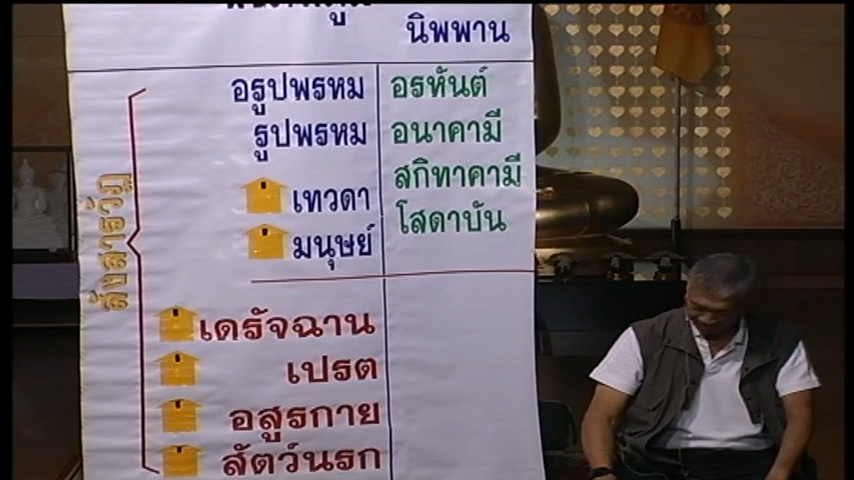 นิพพาน
อรูปพรหม อรหันต์
รูปพรหม อนาคามี
เทวดา สกิทาคามี
มนุษย์ โสดาบัน
สังสารวัฏ
เดรัจฉาน
เปรต
อสูรกาย
สัตว์นรก